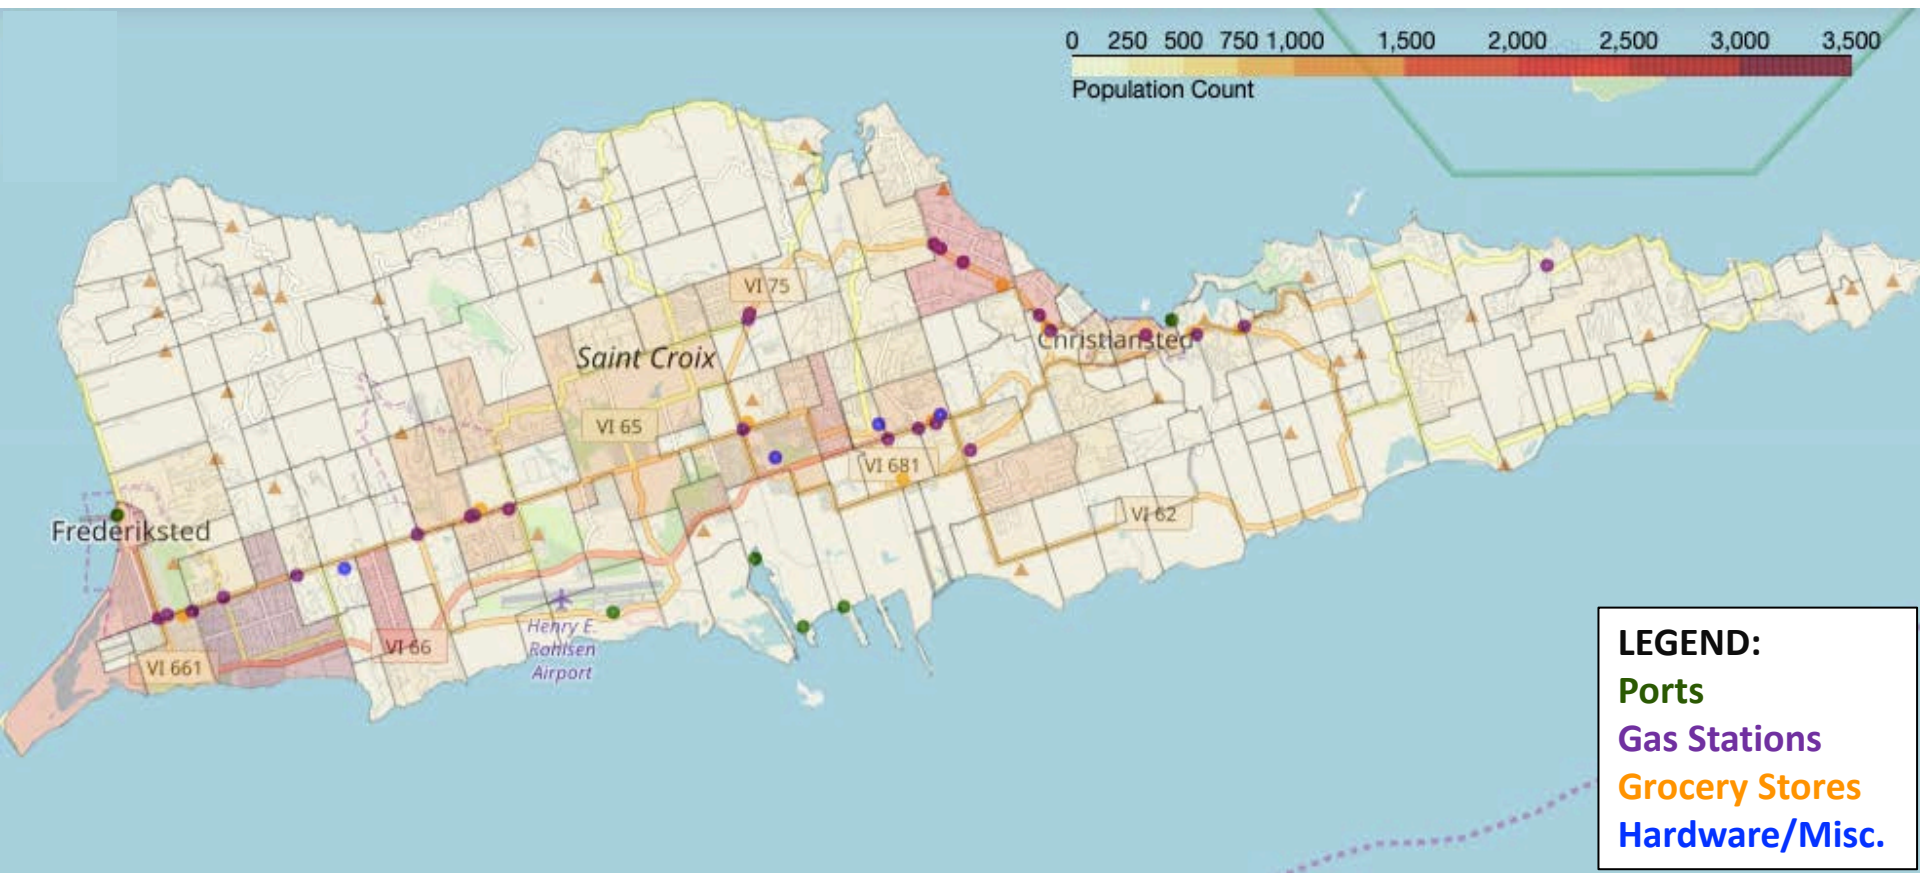 0 250 500 750 1,000 1,500 2,000 2,500 3,000 3,500
Population Count
VI 75
Saint Croix
Christiansted
VI 65
VI 681
VI 62
Frederiksted
Henry E.
Rohlsen
Airport
VI 66
VI 661
LEGEND:
Ports
Gas Stations
Grocery Stores
Hardware/Misc.